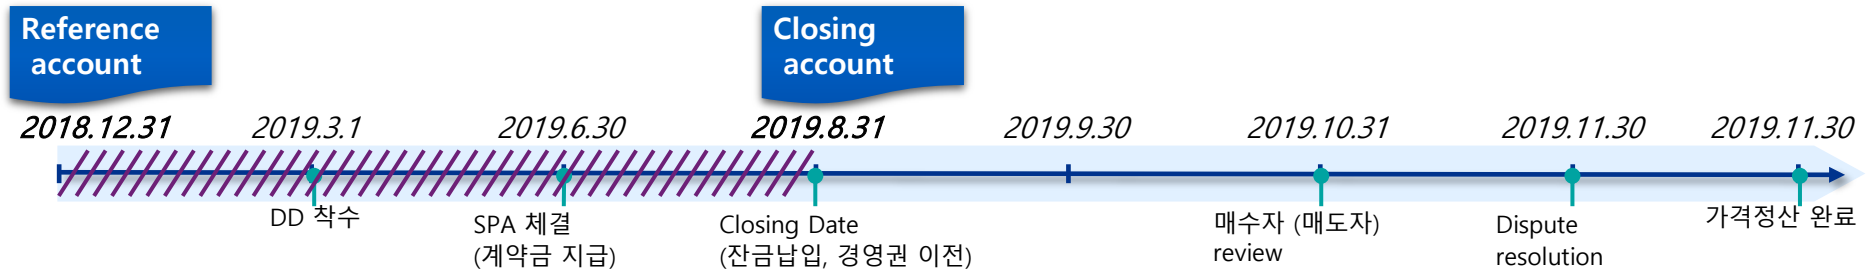 Reference
account
Closing
account
2018.12.31
2019.3.1
2019.6.30
2019.8.31
2019.9.30
2019.10.31
2019.11.30
2019.11.30
DD 착수
SPA 체결
(계약금 지급)
Closing Date
(잔금납입, 경영권 이전)
매수자 (매도자)
review
Dispute
resolution
가격정산 완료